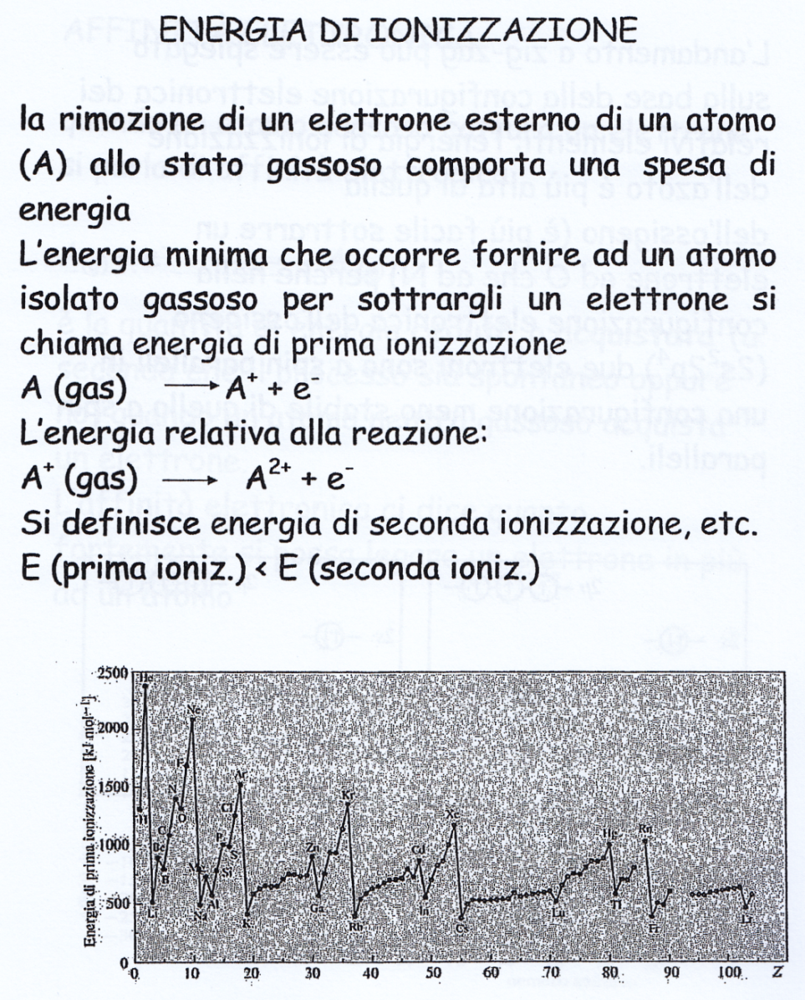 ENERGIA DI IONIZZAZIONE
la rimozione di un elettrone esterno di un atomo
(A) allo stato gassoso comporta una spesa di
energia
L'energia minima che occorre fornire ad un atomo
isolato gassoso per sottrargli un elettrone si
chiama energia di prima ionizzazione
A (gas) ⟶ A⁺ + e⁻
L'energia relativa alla reazione:
A⁺ (gas) ⟶ A²⁺ + e⁻
Si definisce energia di seconda ionizzazione, etc.
E (prima ioniz.) < E (seconda ioniz.)
Energia di prima ionizzazione [kJ mol⁻¹]
2500
2000
1500
1000
500
0
He
Ne
F
N
O
H
C
Be
B
Li
Ar
Cl
P
S
Si
Mg
Al
Na
K
Zn
Ga
Kr
Rb
Cd
In
Xe
Cs
Lu
Hg
Tl
Rn
Fr
Lr
0 10 20 30 40 50 60 70 80 90 100 Z